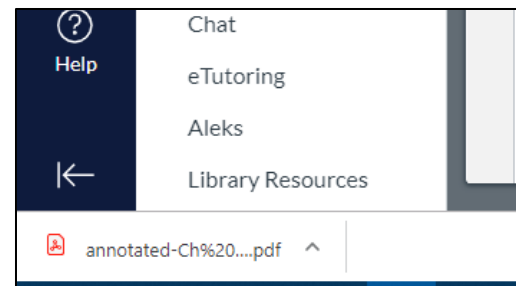 Chat
Help
eTutoring
Aleks
Library Resources
annotated-Ch%20....pdf